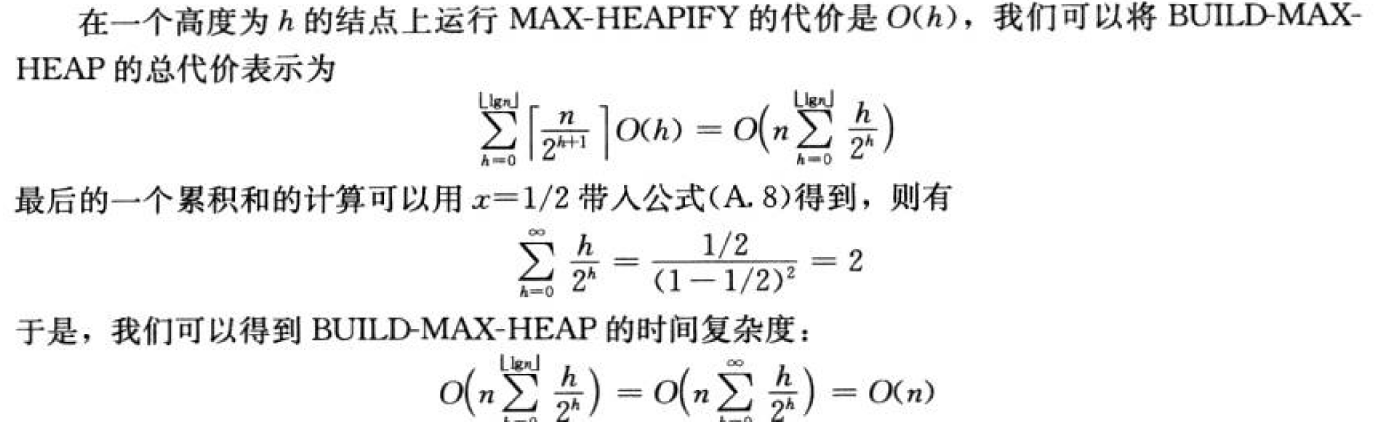 在一个高度为 h 的结点上运行 MAX-HEAPIFY 的代价是 O(h)，我们可以将 BUILD-MAX-
HEAP 的总代价表示为
$$\sum_{h=0}^{\lfloor \lg n \rfloor} \left\lceil \frac{n}{2^{h+1}} \right\rceil O(h) = O\left(n \sum_{h=0}^{\lfloor \lg n \rfloor} \frac{h}{2^h}\right)$$
最后的一个累积和的计算可以用 x=1/2 带入公式(A.8)得到，则有
$$\sum_{h=0}^{\infty} \frac{h}{2^h} = \frac{1/2}{(1-1/2)^2} = 2$$
于是，我们可以得到 BUILD-MAX-HEAP 的时间复杂度：
$$O\left(n \sum_{h=0}^{\lfloor \lg n \rfloor} \frac{h}{2^h}\right) = O\left(n \sum_{h=0}^{\infty} \frac{h}{2^h}\right) = O(n)$$